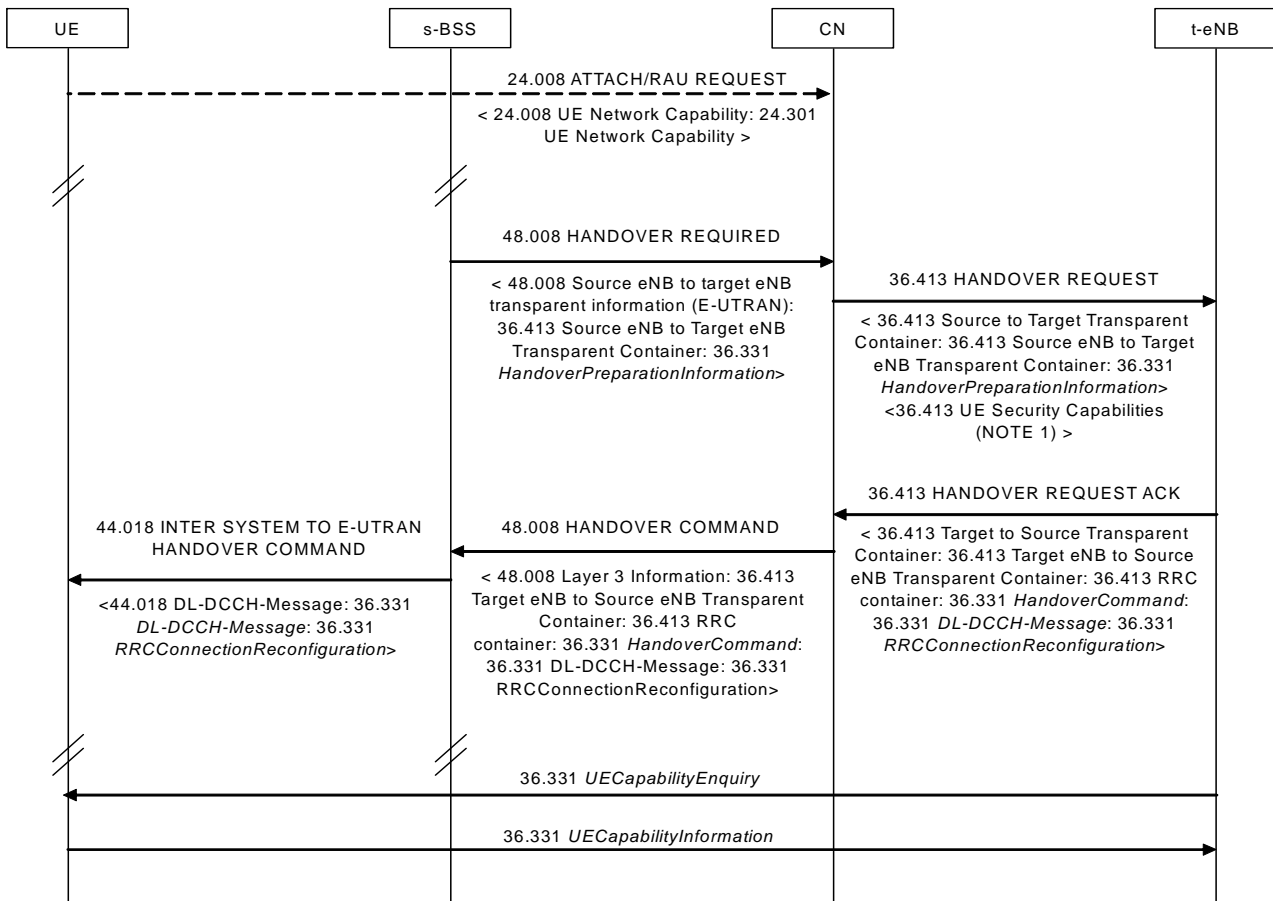 UE
s-BSS
CN
t-eNB
24.008 ATTACH/RAU REQUEST
< 24.008 UE Network Capability: 24.301
UE Network Capability >
48.008 HANDOVER REQUIRED
< 48.008 Source eNB to target eNB
transparent information (E-UTRAN):
36.413 Source eNB to Target eNB
Transparent Container: 36.331
HandoverPreparationInformation>
36.413 HANDOVER REQUEST
< 36.413 Source to Target Transparent
Container: 36.413 Source eNB to Target
eNB Transparent Container: 36.331
HandoverPreparationInformation>
<36.413 UE Security Capabilities
(NOTE 1) >
36.413 HANDOVER REQUEST ACK
< 36.413 Target to Source Transparent
Container: 36.413 Target eNB to Source
eNB Transparent Container: 36.413 RRC
container: 36.331 HandoverCommand:
36.331 DL-DCCH-Message: 36.331
RRCConnectionReconfiguration>
48.008 HANDOVER COMMAND
< 48.008 Layer 3 Information: 36.413
Target eNB to Source eNB Transparent
Container: 36.413 RRC
container: 36.331 HandoverCommand:
36.331 DL-DCCH-Message: 36.331
RRCConnectionReconfiguration>
44.018 INTER SYSTEM TO E-UTRAN
HANDOVER COMMAND
<44.018 DL-DCCH-Message: 36.331
DL-DCCH-Message: 36.331
RRCConnectionReconfiguration>
36.331 UECapabilityEnquiry
36.331 UECapabilityInformation